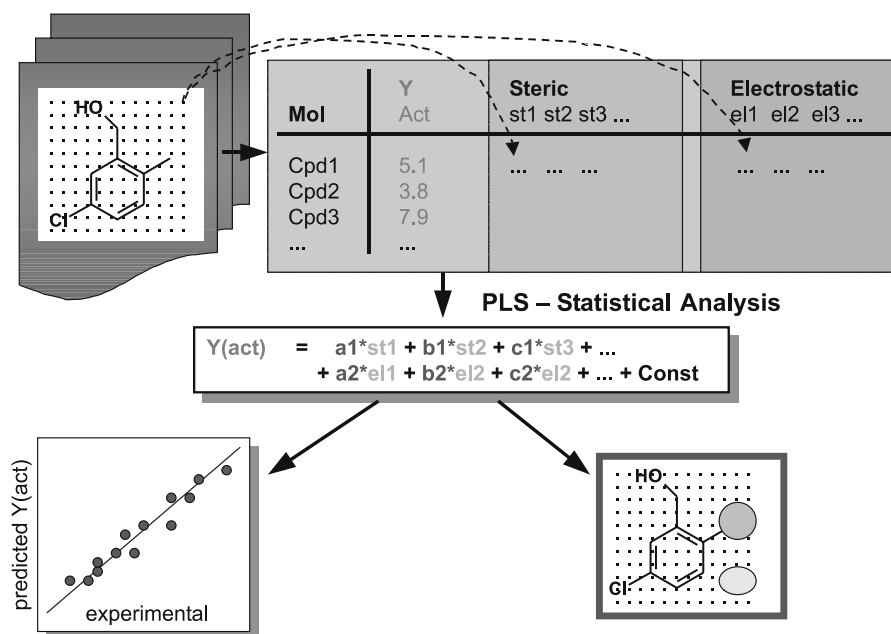 HO
Cl
Y Steric Electrostatic
Mol Act st1 st2 st3 ... el1 el2 el3 ...
Cpd1 5.1 ... ... ... ... ... ...
Cpd2 3.8
Cpd3 7.9
... ...
PLS – Statistical Analysis
Y(act) = a1*st1 + b1*st2 + c1*st3 + ...
+ a2*el1 + b2*el2 + c2*el2 + ... + Const
predicted Y(act)
experimental
HO
Cl